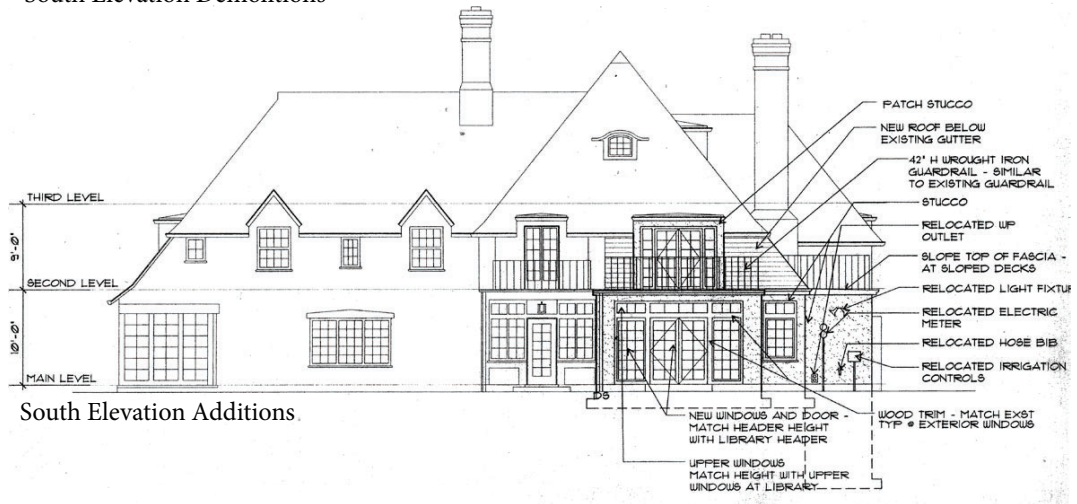 South Elevation Demolitions
PATCH STUCCO
NEW ROOF BELOW
EXISTING GUTTER
42" H WROUGHT IRON
GUARDRAIL - SIMILAR
TO EXISTING GUARDRAIL
STUCCO
RELOCATED WP
OUTLET
SLOPE TOP OF FASCIA -
AT SLOPED DECKS
RELOCATED LIGHT FIXTU
RELOCATED ELECTRIC
METER
RELOCATED HOSE BIB
RELOCATED IRRIGATION
CONTROLS
THIRD LEVEL
9'-0"
SECOND LEVEL
10'-0"
MAIN LEVEL
DS
South Elevation Additions
NEW WINDOWS AND DOOR -
MATCH HEADER HEIGHT
WITH LIBRARY HEADER
WOOD TRIM - MATCH EXST
TYP @ EXTERIOR WINDOWS
UPPER WINDOWS
MATCH HEIGHT WITH UPPER
WINDOWS AT LIBRARY